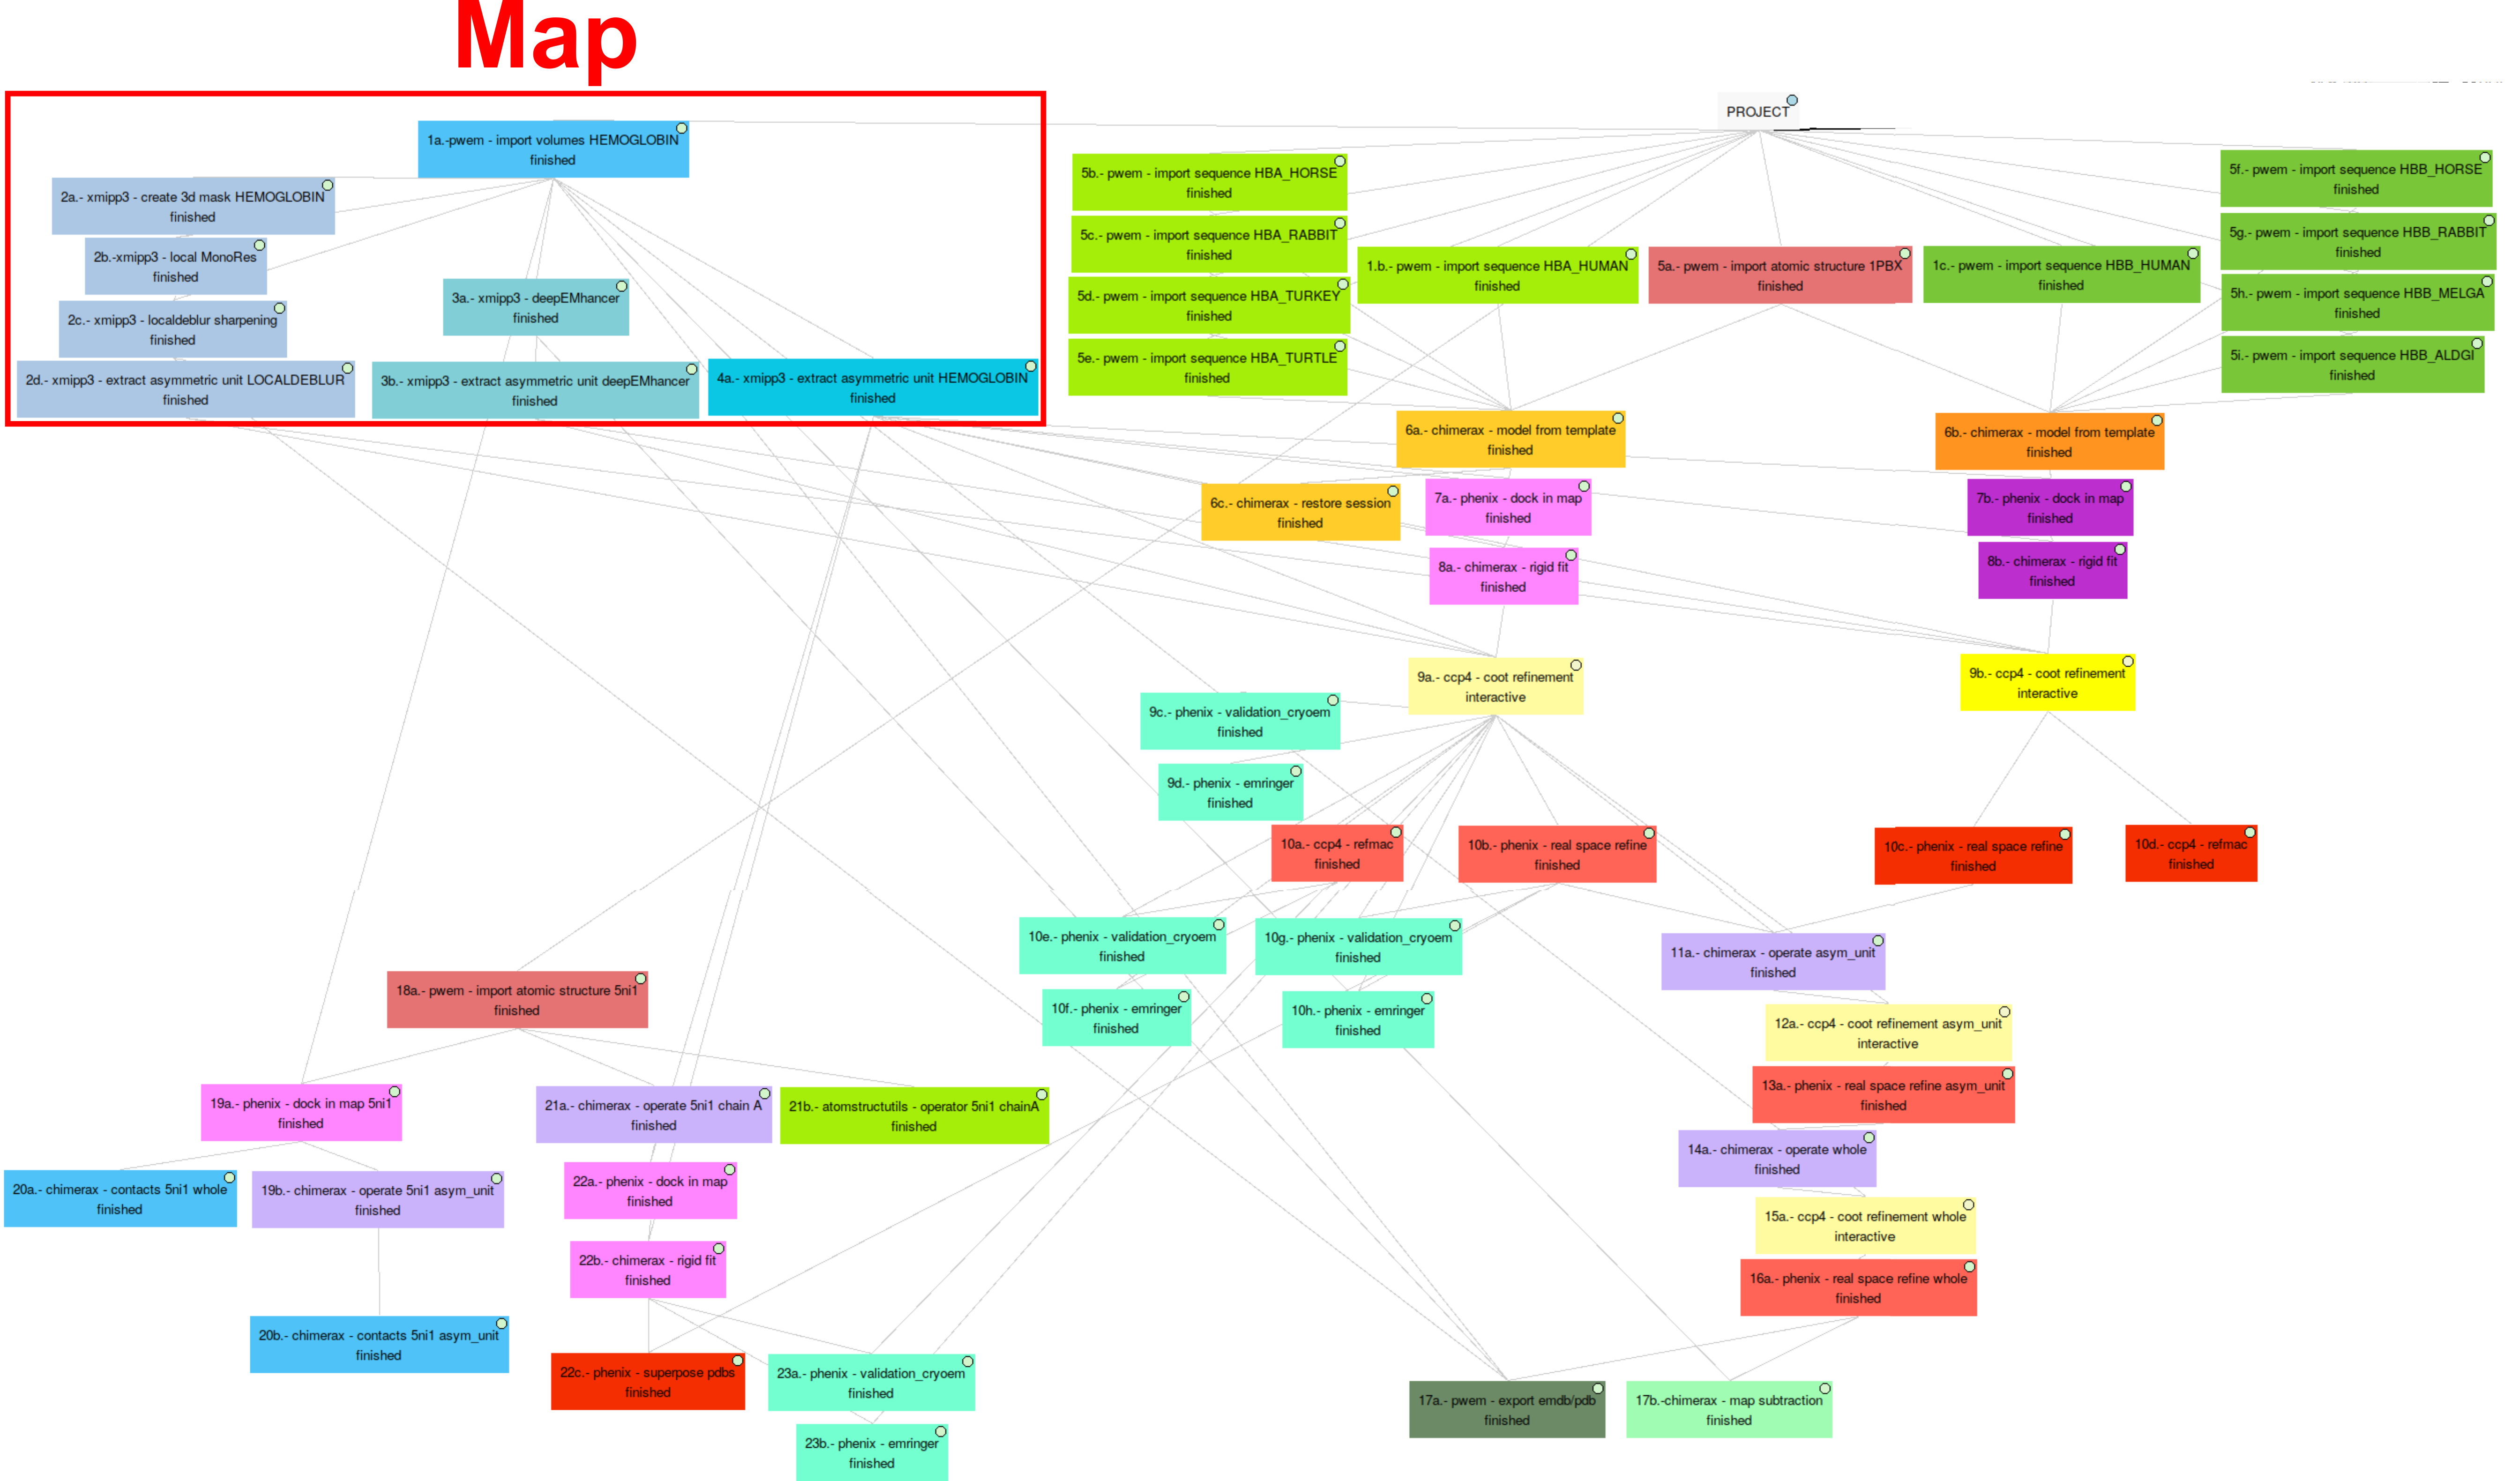 Map
PROJECT
1a.-pwem - import volumes HEMOGLOBIN
finished
2a.- xmipp3 - create 3d mask HEMOGLOBIN
finished
2b.-xmipp3 - local MonoRes
finished
2c.- xmipp3 - localdeblur sharpening
finished
2d.- xmipp3 - extract asymmetric unit LOCALDEBLUR
finished
3a.- xmipp3 - deepEMhancer
finished
3b.- xmipp3 - extract asymmetric unit deepEMhancer
finished
4a.- xmipp3 - extract asymmetric unit HEMOGLOBIN
finished
5b.- pwem - import sequence HBA_HORSE
finished
5c.- pwem - import sequence HBA_RABBIT
finished
5d.- pwem - import sequence HBA_TURKEY
finished
5e.- pwem - import sequence HBA_TURTLE
finished
1.b.- pwem - import sequence HBA_HUMAN
finished
5a.- pwem - import atomic structure 1PBX
finished
1c.- pwem - import sequence HBB_HUMAN
finished
5f.- pwem - import sequence HBB_HORSE
finished
5g.- pwem - import sequence HBB_RABBIT
finished
5h.- pwem - import sequence HBB_MELGA
finished
5i.- pwem - import sequence HBB_ALDGI
finished
6a.- chimerax - model from template
finished
6b.- chimerax - model from template
finished
6c.- chimerax - restore session
finished
7a.- phenix - dock in map
finished
7b.- phenix - dock in map
finished
8a.- chimerax - rigid fit
finished
8b.- chimerax - rigid fit
finished
9a.- ccp4 - coot refinement
interactive
9b.- ccp4 - coot refinement
interactive
9c.- phenix - validation_cryoem
finished
9d.- phenix - emringer
finished
10a.- ccp4 - refmac
finished
10b.- phenix - real space refine
finished
10c.- phenix - real space refine
finished
10d.- ccp4 - refmac
finished
10e.- phenix - validation_cryoem
finished
10g.- phenix - validation_cryoem
finished
11a.- chimerax - operate asym_unit
finished
18a.- pwem - import atomic structure 5ni1
finished
10f.- phenix - emringer
finished
10h.- phenix - emringer
finished
12a.- ccp4 - coot refinement asym_unit
interactive
13a.- phenix - real space refine asym_unit
finished
19a.- phenix - dock in map 5ni1
finished
21a.- chimerax - operate 5ni1 chain A
finished
21b.- atomstructutils - operator 5ni1 chainA
finished
14a.- chimerax - operate whole
finished
20a.- chimerax - contacts 5ni1 whole
finished
19b.- chimerax - operate 5ni1 asym_unit
finished
22a.- phenix - dock in map
finished
15a.- ccp4 - coot refinement whole
interactive
22b.- chimerax - rigid fit
finished
16a.- phenix - real space refine whole
finished
20b.- chimerax - contacts 5ni1 asym_unit
finished
22c.- phenix - superpose pdbs
finished
23a.- phenix - validation_cryoem
finished
17a.- pwem - export emdb/pdb
finished
17b.-chimerax - map subtraction
finished
23b.- phenix - emringer
finished